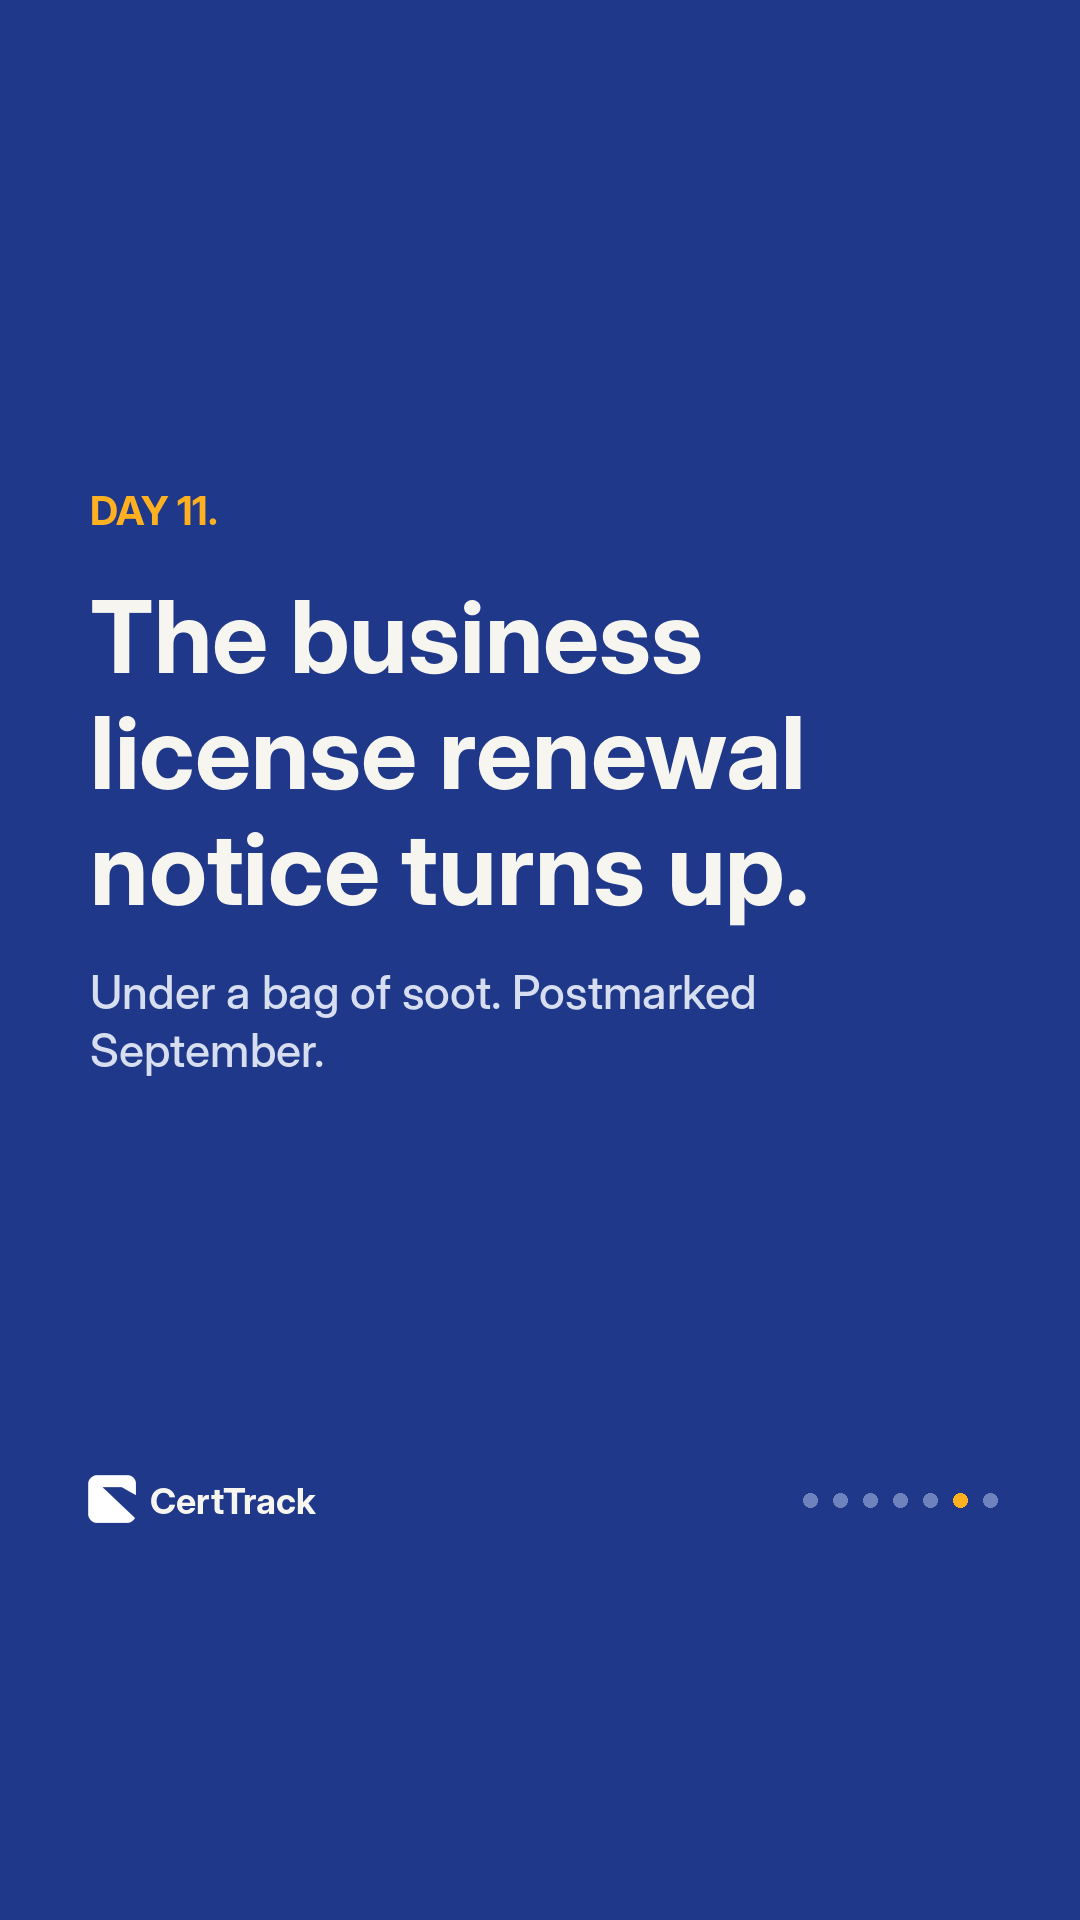 DAY 11.
The business
license renewal
notice turns up.
Under a bag of soot. Postmarked
September.
CertTrack